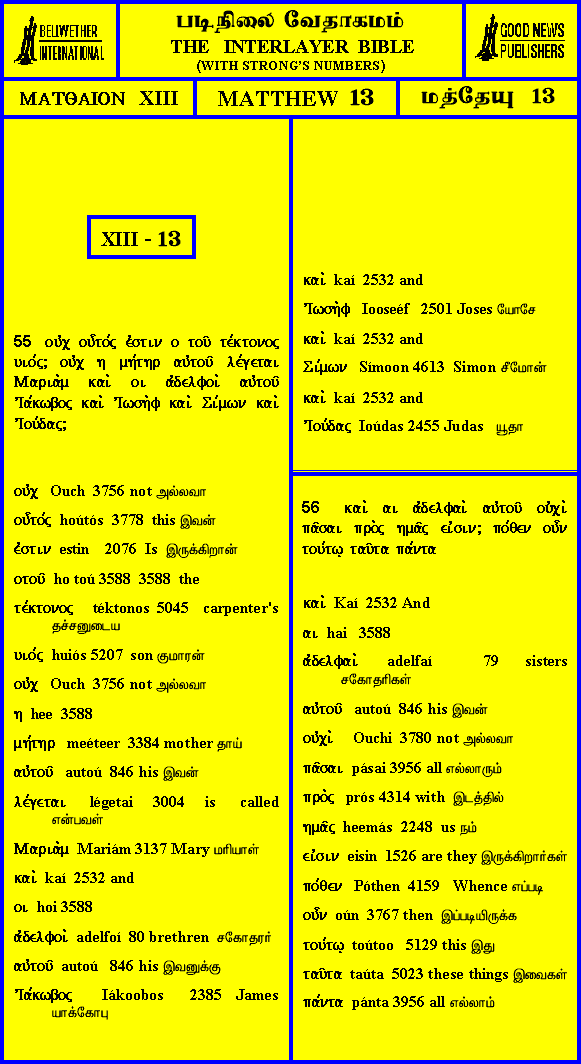 BELLWETHER
INTERNATIONAL
படிநிலை வேதாகமம்
THE INTERLAYER BIBLE
(WITH STRONG'S NUMBERS)
GOOD NEWS
PUBLISHERS
ΜΑΤΘΑΙΟΝ XIII
MATTHEW 13
மத்தேயு 13
XIII - 13
55 οὐχ οὗτός ἐστιν ο τοῦ τέκτονος
υιός; οὐχ η μήτηρ αὐτοῦ λέγεται
Μαριὰμ καὶ οι ἀδελφοὶ αὐτοῦ
Ἰάκωβος καὶ Ἰωσὴφ καὶ Σίμων καὶ
Ἰούδας;
οὐχ Ouch 3756 not அல்லவா
οὗτός hoútós 3778 this இவன்
ἐστιν estin 2076 Is இருக்கிறான்
οτοῦ ho toú 3588 3588 the
τέκτονος téktonos 5045 carpenter's
தச்சனுடைய
υιός huiós 5207 son குமாரன்
οὐχ Ouch 3756 not அல்லவா
η hee 3588
μήτηρ meéteer 3384 mother தாய்
αὐτοῦ autoú 846 his இவன்
λέγεται légetai 3004 is called
என்பவள்
Μαριὰμ Mariám 3137 Mary மரியாள்
καὶ kaí 2532 and
οι hoi 3588
ἀδελφοὶ adelfoí 80 brethren சகோதரர்
αὐτοῦ autoú 846 his இவனுக்கு
Ἰάκωβος Iákoobos 2385 James
யாக்கோபு
καὶ kaí 2532 and
Ἰωσὴφ Iooseéf 2501 Joses யோசே
καὶ kaí 2532 and
Σίμων Símoon 4613 Simon சீமோன்
καὶ kaí 2532 and
Ἰούδας Ioúdas 2455 Judas யூதா
56 καὶ αι ἀδελφαὶ αὐτοῦ οὐχὶ
πᾶσαι πρὸς ημᾶς εἰσιν; πόθεν οὖν
τούτῳ ταῦτα πάντα
καὶ Kaí 2532 And
αι hai 3588
ἀδελφαὶ adelfaí 79 sisters
சகோதரிகள்
αὐτοῦ autoú 846 his இவன்
οὐχὶ Ouchi 3780 not அல்லவா
πᾶσαι pásai 3956 all எல்லாரும்
πρὸς prós 4314 with இடத்தில்
ημᾶς heemás 2248 us நம்
εἰσιν eisin 1526 are they இருக்கிறார்கள்
πόθεν Póthen 4159 Whence எப்படி
οὖν oún 3767 then இப்படியிருக்க
τούτῳ toútoo 5129 this இது
ταῦτα taúta 5023 these things இவைகள்
πάντα pánta 3956 all எல்லாம்